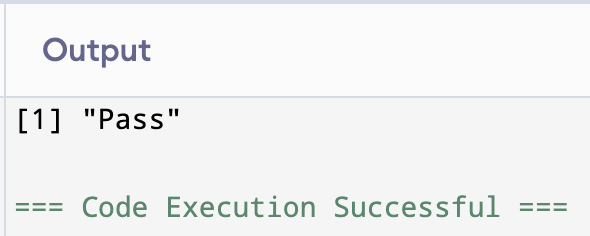 Output
[1] "Pass"
=== Code Execution Successful ===